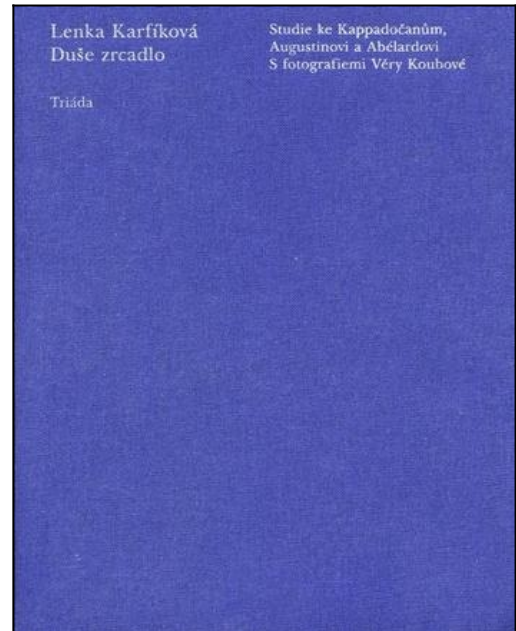 Lenka Karfíková
Duše zrcadlo
Triáda
Studie ke Kappadočanům,
Augustinovi a Abélardovi
S fotografiemi Věry Koubové